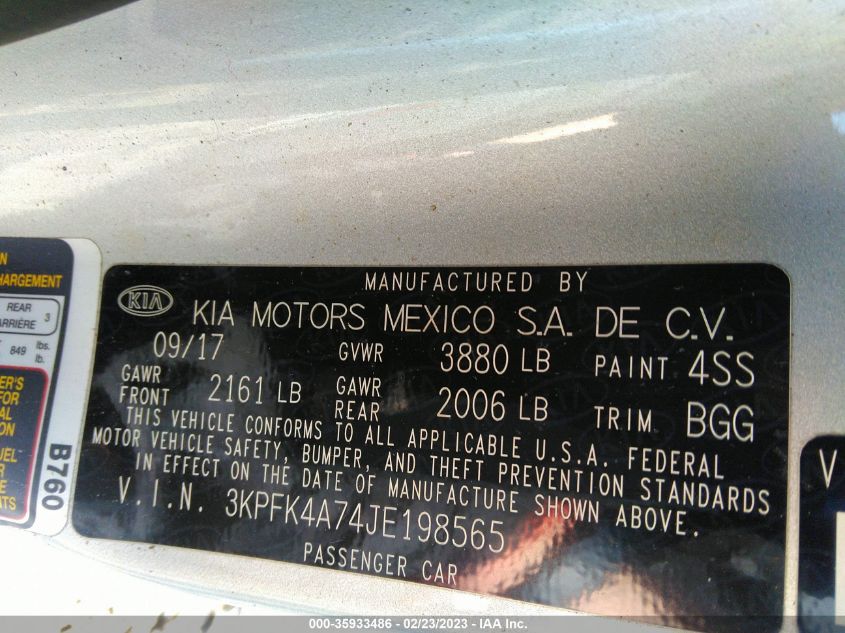 MANUFACTURED BY
KIA KIA MOTORS MEXICO S.A. DE C.V.
09/17 GVWR 3880 LB PAINT 4SS
GAWR FRONT 2161 LB GAWR REAR 2006 LB TRIM BGG
THIS VEHICLE CONFORMS TO ALL APPLICABLE U.S.A. FEDERAL
MOTOR VEHICLE SAFETY, BUMPER, AND THEFT PREVENTION STANDARDS
IN EFFECT ON THE DATE OF MANUFACTURE SHOWN ABOVE.
V.I.N. 3KPFK4A74JE198565
PASSENGER CAR
HARGEMENT
REAR 3
849 lbs.
B760
V
000-35933486 - 02/23/2023 - IAA Inc.